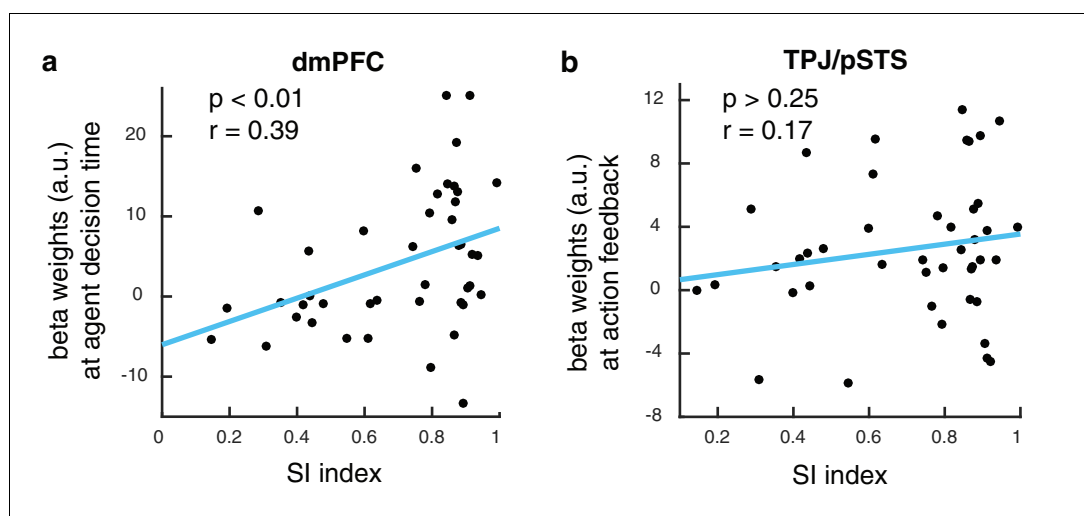 a
dmPFC
p < 0.01
r = 0.39
beta weights (a.u.)
at agent decision time
20
10
0
-10
0
0.2
0.4
0.6
0.8
1
SI index
b
TPJ/pSTS
p > 0.25
r = 0.17
beta weights (a.u.)
at action feedback
12
8
4
0
-4
-8
0.2
0.4
0.6
0.8
1
SI index